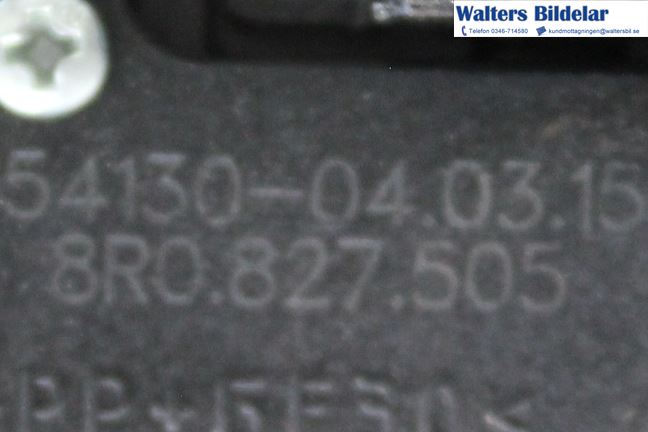 Walters Bildelar
Telefon 0346-714580 kundmottagningen@waltersbil.se
54130-04.03.15
8R0.827.505